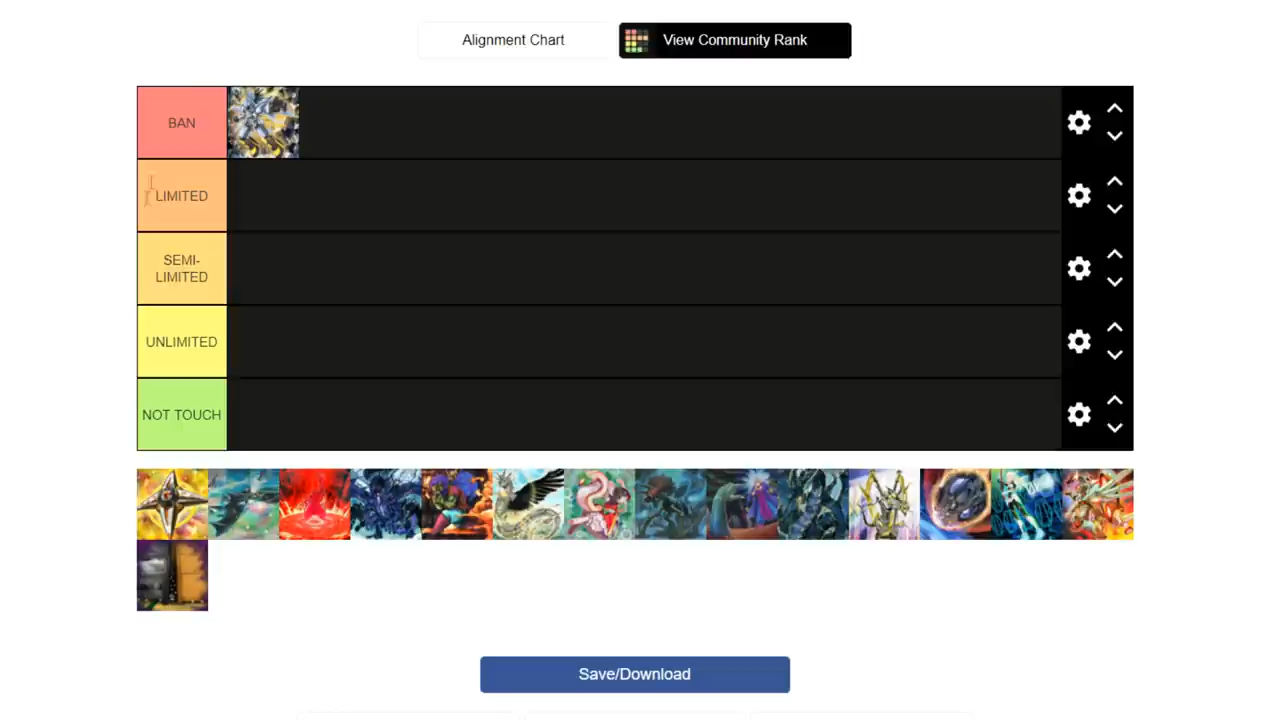 Alignment Chart
View Community Rank
BAN
LIMITED
SEMI-
LIMITED
UNLIMITED
NOT TOUCH
Save/Download